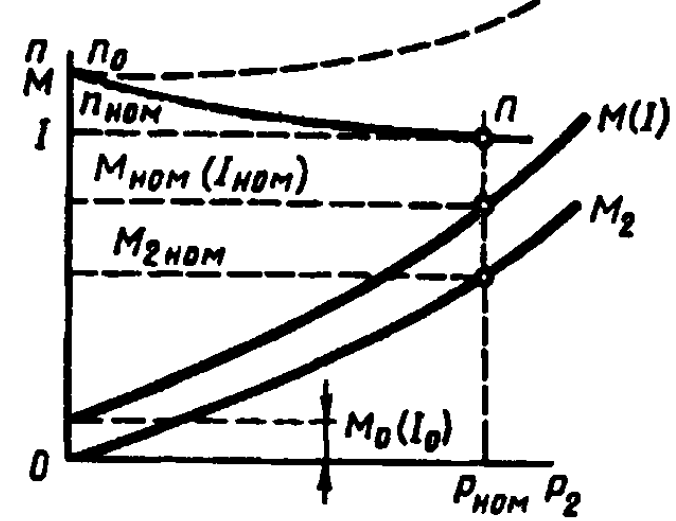 n n₀
M
nном
n
I
M(I)
Mном (Iном)
M₂
M₂ном
M₀(I₀)
0
Pном P₂